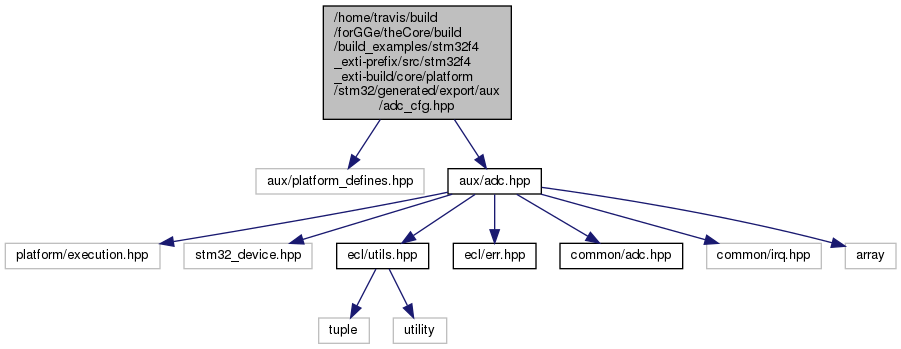 /home/travis/build
/forGGe/theCore/build
/build_examples/stm32f4
_exti-prefix/src/stm32f4
_exti-build/core/platform
/stm32/generated/export/aux
/adc_cfg.hpp
aux/platform_defines.hpp
aux/adc.hpp
platform/execution.hpp
stm32_device.hpp
ecl/utils.hpp
ecl/err.hpp
common/adc.hpp
common/irq.hpp
array
tuple
utility